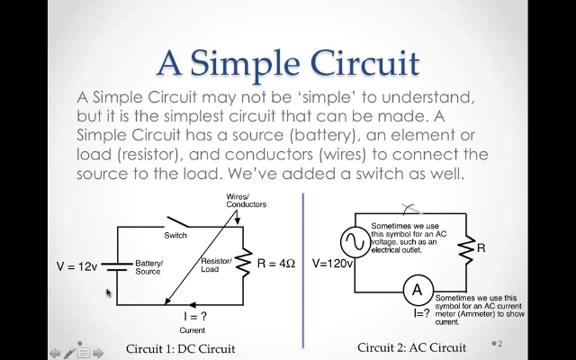 A Simple Circuit
A Simple Circuit may not be ‘simple’ to understand,
but it is the simplest circuit that can be made. A
Simple Circuit has a source (battery), an element or
load (resistor), and conductors (wires) to connect the
source to the load. We’ve added a switch as well.
Wires/
Conductors
Switch
V = 12v
Battery/
Source
Resistor/
Load
R = 4Ω
I = ?
Current
Circuit 1: DC Circuit
Sometimes we use
this symbol for an AC
voltage, such as an
electrical outlet.
V=120v
R
A
I=?
Sometimes we use this
symbol for an AC current
meter (Ammeter) to show
current.
Circuit 2: AC Circuit
2